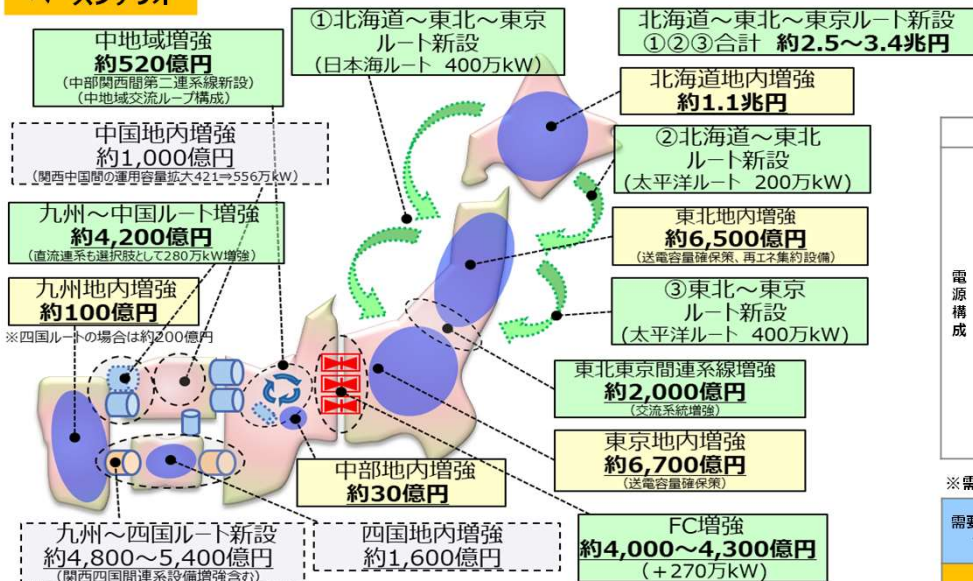 中地域増強
約520億円
(中部関西間第二連系線新設)
(中地域交流ループ構成)
①北海道～東北～東京
ルート新設
(日本海ルート 400万kW)
北海道～東北～東京ルート新設
①②③合計 約2.5～3.4兆円
北海道地内増強
約1.1兆円
中国地内増強
約1,000億円
(関西中国間の運用容量拡大421⇒556万kW)
②北海道～東北
ルート新設
(太平洋ルート 200万kW)
九州～中国ルート増強
約4,200億円
(直流連系も選択肢として280万kW増強)
東北地内増強
約6,500億円
(送電容量確保策、再エネ集約設備)
九州地内増強
約100億円
※四国ルートの場合は約200億円
③東北～東京
ルート新設
(太平洋ルート 400万kW)
電源構成
東北東京間連系線増強
約2,000億円
(交流系統増強)
東京地内増強
約6,700億円
(送電容量確保策)
中部地内増強
約30億円
九州～四国ルート新設
約4,800～5,400億円
(関西四国間連系設備増強含む)
四国地内増強
約1,600億円
FC増強
約4,000～4,300億円
(+270万kW)
※需
需要